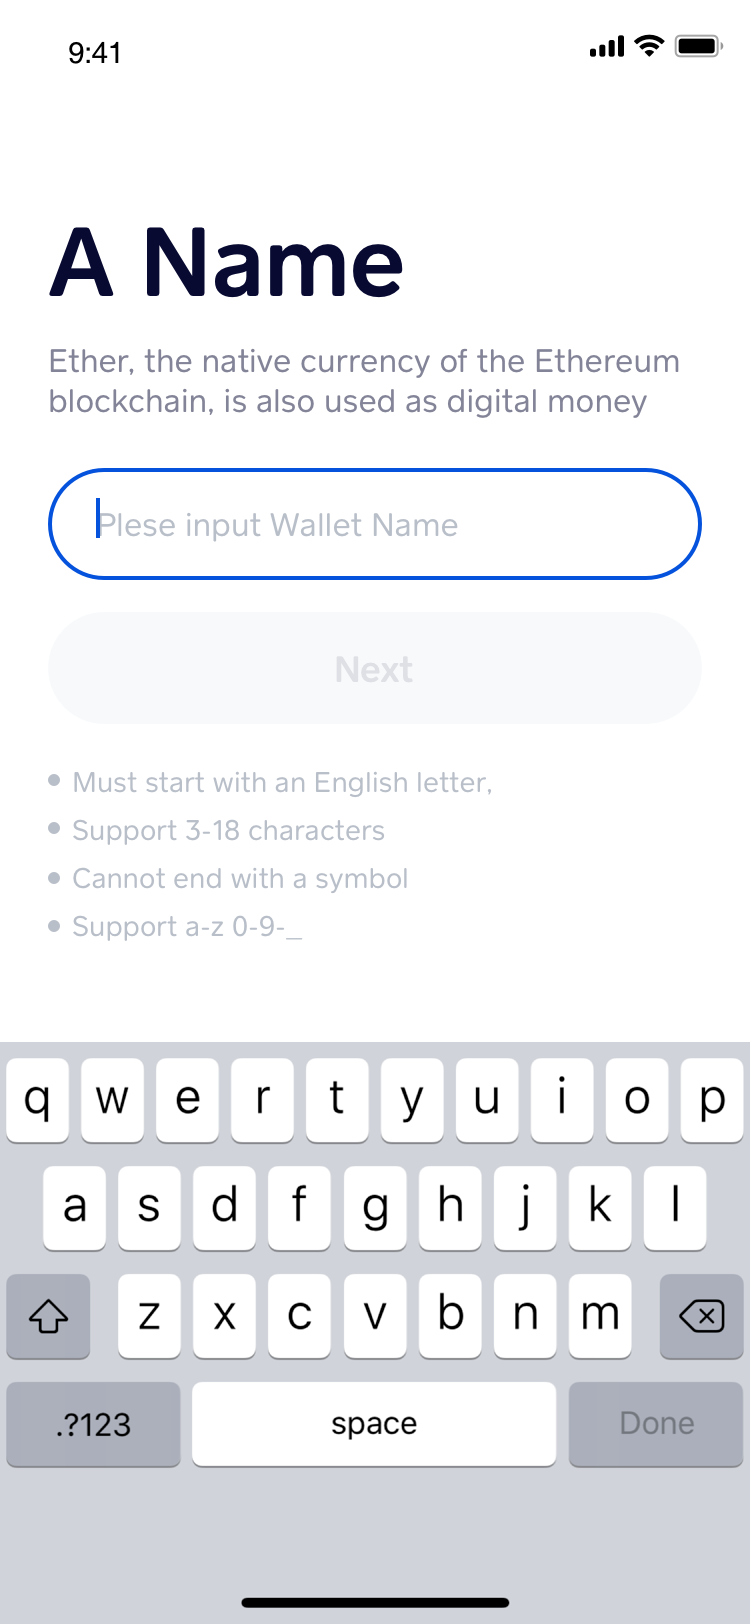 9:41
A Name
Ether, the native currency of the Ethereum
blockchain, is also used as digital money
Plese input Wallet Name
Next
Must start with an English letter,
Support 3-18 characters
Cannot end with a symbol
Support a-z 0-9-_
q w e r t y u i o p
a s d f g h j k l
z x c v b n m
.?123 space Done